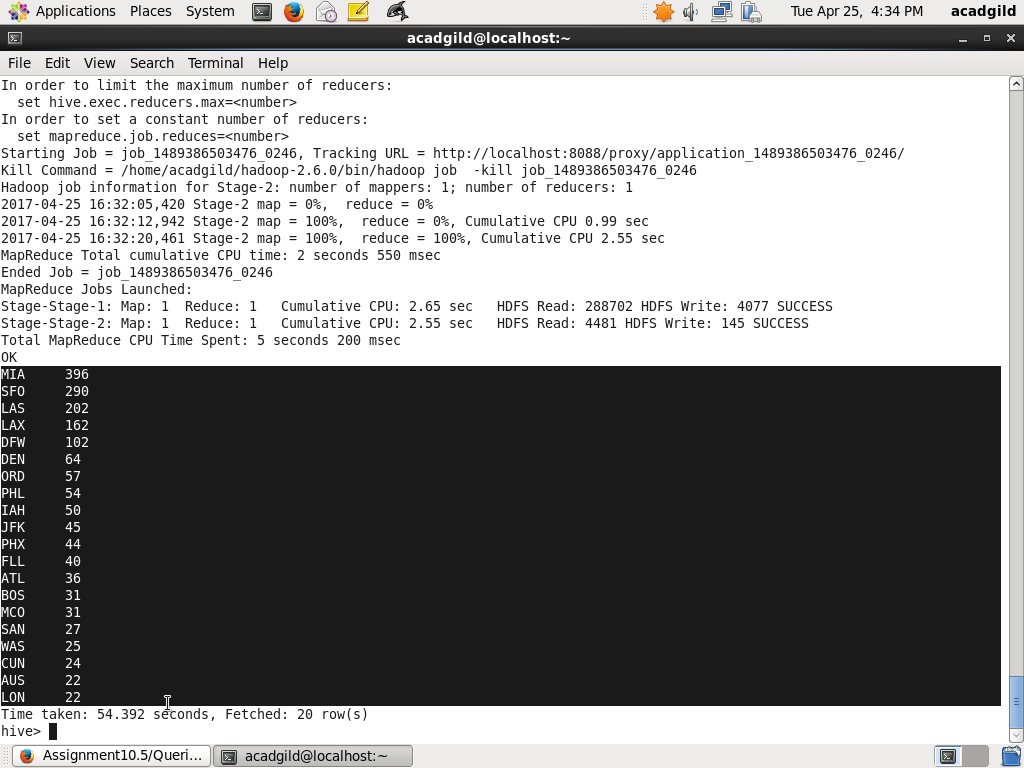 Applications Places System Tue Apr 25, 4:34 PM acadgild
acadgild@localhost:~
File Edit View Search Terminal Help
In order to limit the maximum number of reducers:
  set hive.exec.reducers.max=<number>
In order to set a constant number of reducers:
  set mapreduce.job.reduces=<number>
Starting Job = job_1489386503476_0246, Tracking URL = http://localhost:8088/proxy/application_1489386503476_0246/
Kill Command = /home/acadgild/hadoop-2.6.0/bin/hadoop job  -kill job_1489386503476_0246
Hadoop job information for Stage-2: number of mappers: 1; number of reducers: 1
2017-04-25 16:32:05,420 Stage-2 map = 0%,  reduce = 0%
2017-04-25 16:32:12,942 Stage-2 map = 100%,  reduce = 0%, Cumulative CPU 0.99 sec
2017-04-25 16:32:20,461 Stage-2 map = 100%,  reduce = 100%, Cumulative CPU 2.55 sec
MapReduce Total cumulative CPU time: 2 seconds 550 msec
Ended Job = job_1489386503476_0246
MapReduce Jobs Launched:
Stage-Stage-1: Map: 1  Reduce: 1   Cumulative CPU: 2.65 sec   HDFS Read: 288702 HDFS Write: 4077 SUCCESS
Stage-Stage-2: Map: 1  Reduce: 1   Cumulative CPU: 2.55 sec   HDFS Read: 4481 HDFS Write: 145 SUCCESS
Total MapReduce CPU Time Spent: 5 seconds 200 msec
OK
MIA     396
SFO     290
LAS     202
LAX     162
DFW     102
DEN     64
ORD     57
PHL     54
IAH     50
JFK     45
PHX     44
FLL     40
ATL     36
BOS     31
MCO     31
SAN     27
WAS     25
CUN     24
AUS     22
LON     22
Time taken: 54.392 seconds, Fetched: 20 row(s)
hive>
Assignment10.5/Queri... acadgild@localhost:~